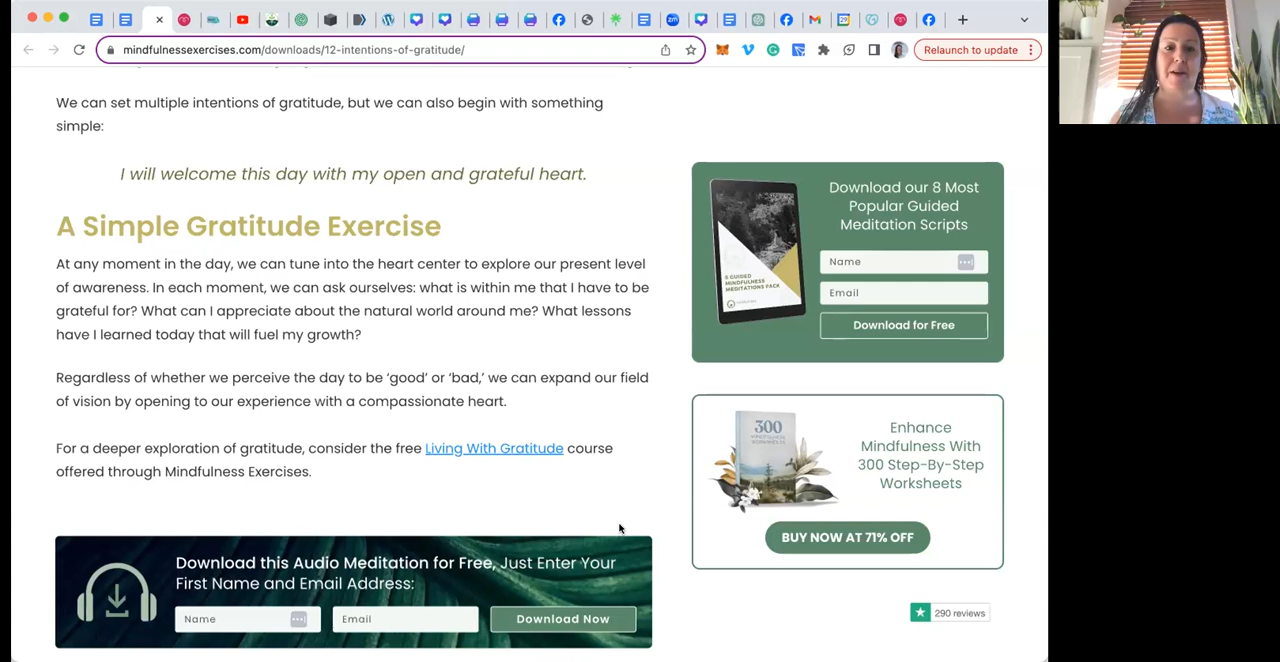 mindfulnessexercises.com/downloads/12-intentions-of-gratitude/
Relaunch to update
We can set multiple intentions of gratitude, but we can also begin with something
simple:
I will welcome this day with my open and grateful heart.
A Simple Gratitude Exercise
At any moment in the day, we can tune into the heart center to explore our present level
of awareness. In each moment, we can ask ourselves: what is within me that I have to be
grateful for? What can I appreciate about the natural world around me? What lessons
have I learned today that will fuel my growth?
Regardless of whether we perceive the day to be ‘good’ or ‘bad,’ we can expand our field
of vision by opening to our experience with a compassionate heart.
For a deeper exploration of gratitude, consider the free Living With Gratitude course
offered through Mindfulness Exercises.
Download this Audio Meditation for Free, Just Enter Your
First Name and Email Address:
Name
Email
Download Now
Download our 8 Most
Popular Guided
Meditation Scripts
8 GUIDED
MINDFULNESS
MEDITATIONS PACK
Name
Email
Download for Free
300
Enhance
Mindfulness With
300 Step-By-Step
Worksheets
BUY NOW AT 71% OFF
290 reviews